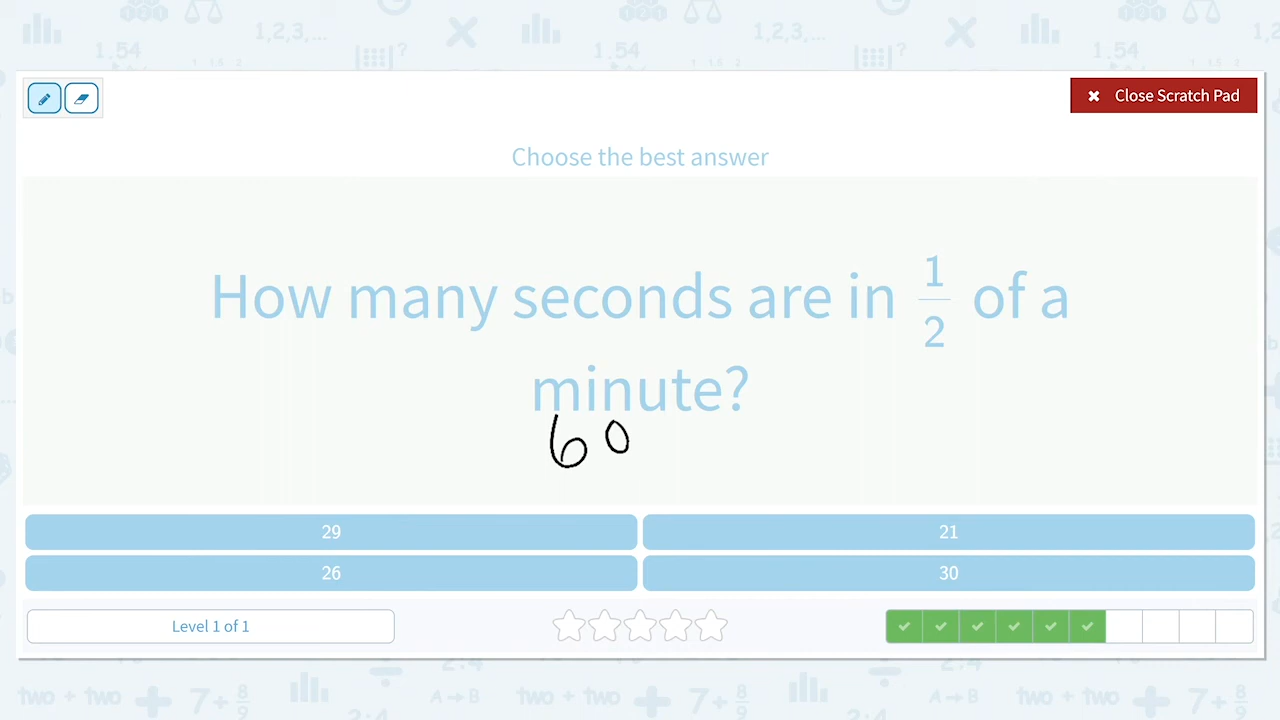 Close Scratch Pad
Choose the best answer
How many seconds are in 1/2 of a
minute?
60
29
21
26
30
Level 1 of 1